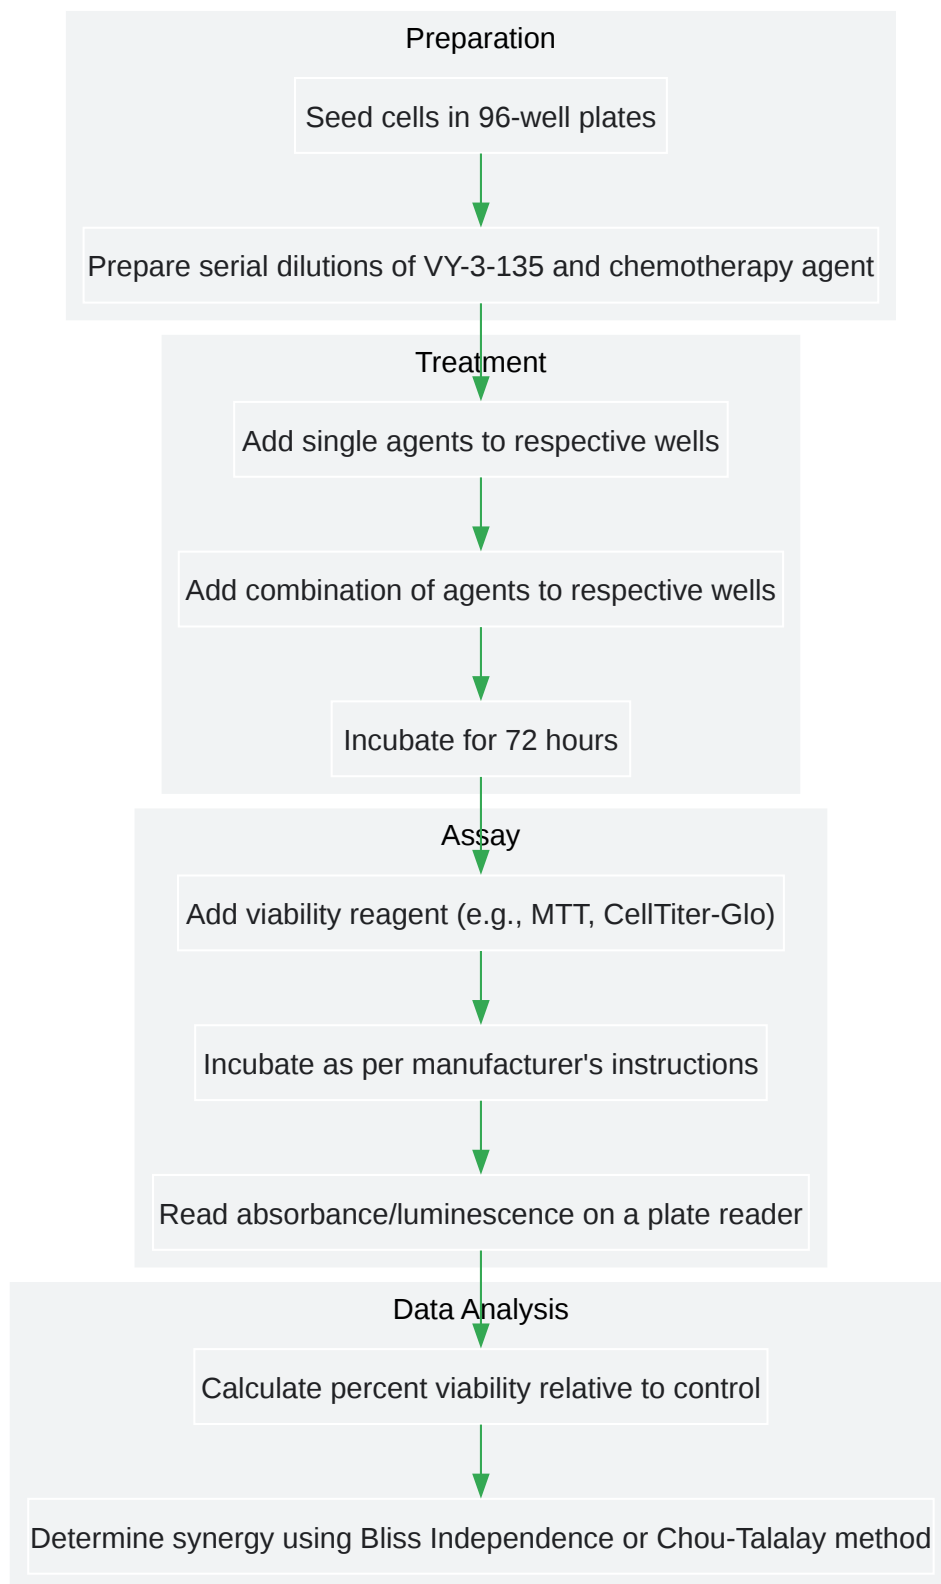 Preparation
Seed cells in 96-well plates
Prepare serial dilutions of VY-3-135 and chemotherapy agent
Treatment
Add single agents to respective wells
Add combination of agents to respective wells
Incubate for 72 hours
Assay
Add viability reagent (e.g., MTT, CellTiter-Glo)
Incubate as per manufacturer's instructions
Read absorbance/luminescence on a plate reader
Data Analysis
Calculate percent viability relative to control
Determine synergy using Bliss Independence or Chou-Talalay method